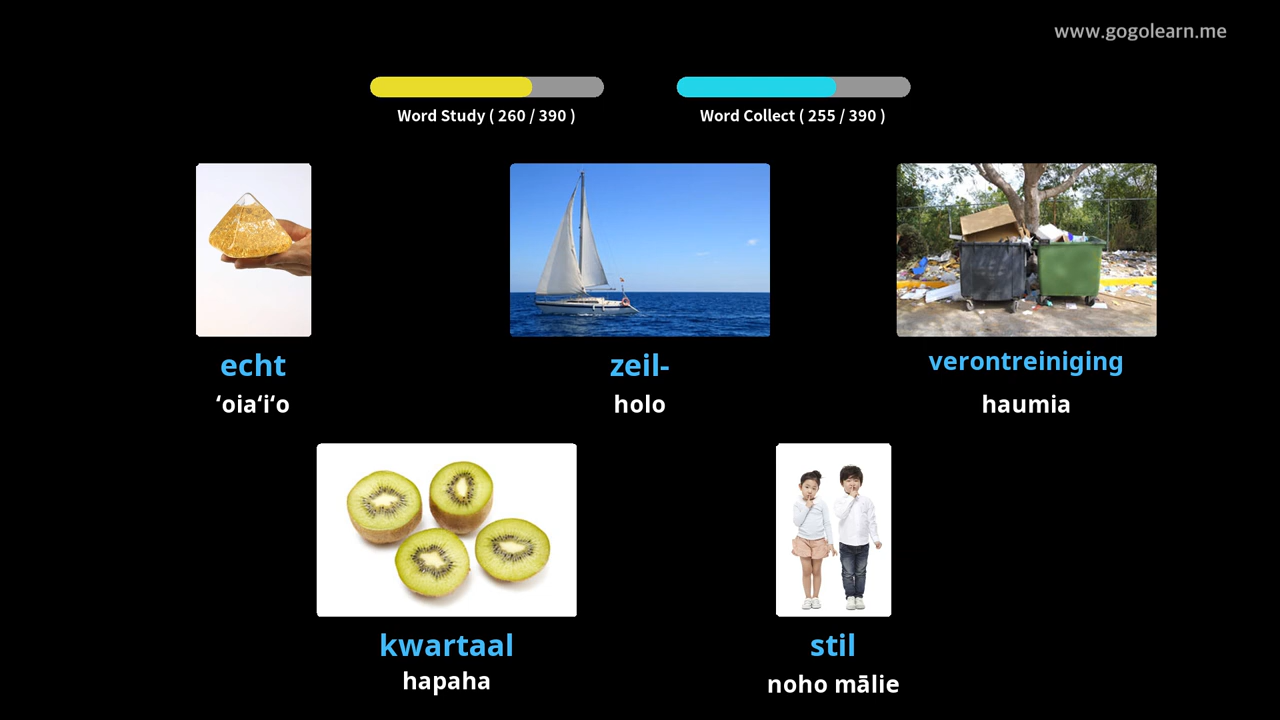 www.gogolearn.me
Word Study ( 260 / 390 )
Word Collect ( 255 / 390 )
echt
ʻoiaʻiʻo
zeil-
holo
verontreiniging
haumia
kwartaal
hapaha
stil
noho mālie